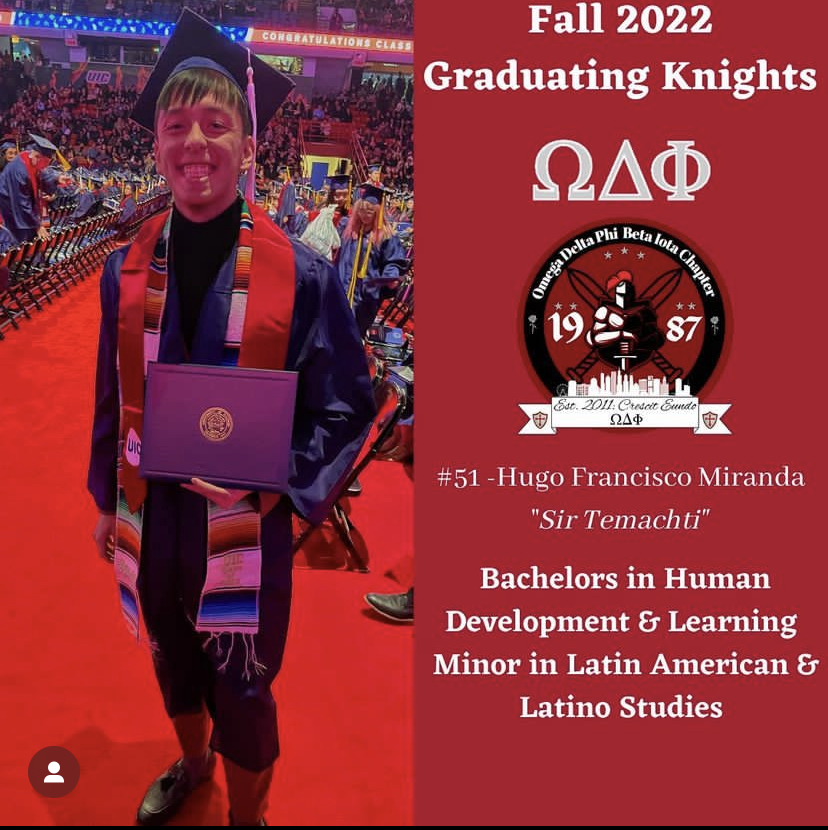 CONGRATULATIONS CLASS
UIC
UIC
UIC
Fall 2022
Graduating Knights
ΩΔΦ
Omega Delta Phi Beta Iota Chapter
19 87
Est. 2011: Crescit Eundo
ΩΔΦ
#51 -Hugo Francisco Miranda
"Sir Temachti"
Bachelors in Human
Development & Learning
Minor in Latin American &
Latino Studies